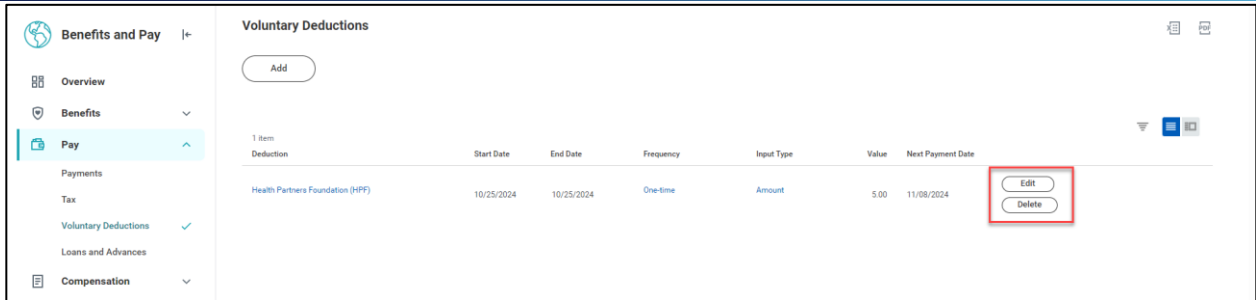 Benefits and Pay
Overview
Benefits
Pay
Payments
Tax
Voluntary Deductions
Loans and Advances
Compensation
Voluntary Deductions
PDF
Add
1 item
Deduction Start Date End Date Frequency Input Type Value Next Payment Date
Health Partners Foundation (HPF) 10/25/2024 10/25/2024 One-time Amount 5.00 11/08/2024
Edit
Delete